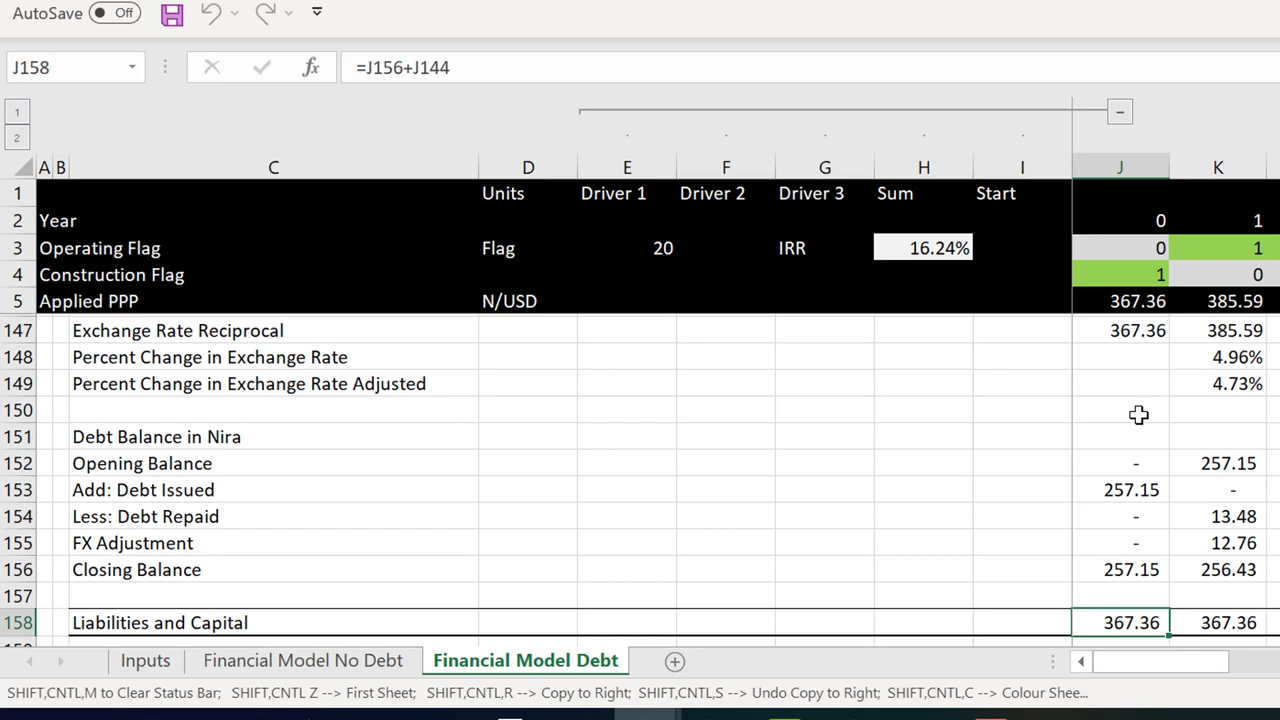 AutoSave Off
J158 fx =J156+J144
1
2
A B C D E F G H I J K
1 Units Driver 1 Driver 2 Driver 3 Sum Start
2 Year 0 1
3 Operating Flag Flag 20 IRR 16.24% 0 1
4 Construction Flag 1 0
5 Applied PPP N/USD 367.36 385.59
147 Exchange Rate Reciprocal 367.36 385.59
148 Percent Change in Exchange Rate 4.96%
149 Percent Change in Exchange Rate Adjusted 4.73%
150
151 Debt Balance in Nira
152 Opening Balance - 257.15
153 Add: Debt Issued 257.15 -
154 Less: Debt Repaid - 13.48
155 FX Adjustment - 12.76
156 Closing Balance 257.15 256.43
157
158 Liabilities and Capital 367.36 367.36
Inputs Financial Model No Debt Financial Model Debt
SHIFT,CNTL,M to Clear Status Bar; SHIFT,CNTL Z --> First Sheet; SHIFT,CNTL,R --> Copy to Right; SHIFT,CNTL,S --> Undo Copy to Right; SHIFT,CNTL,C --> Colour Shee...